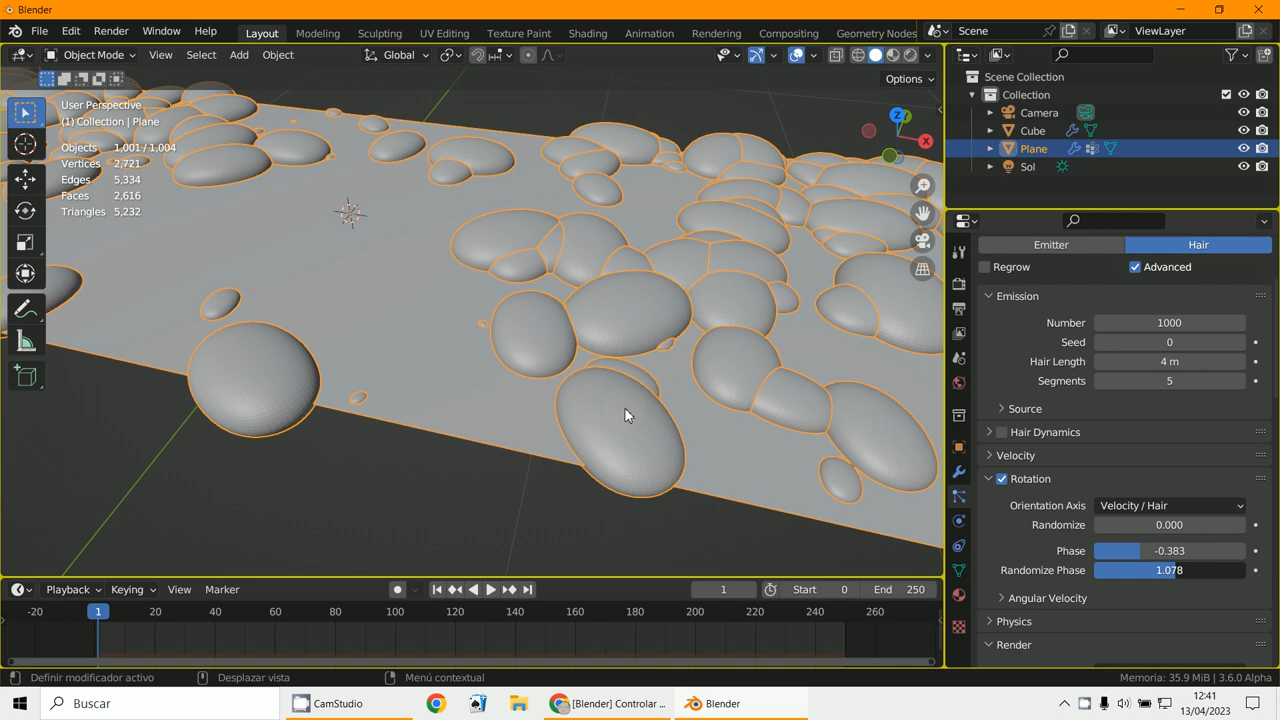 Blender
File Edit Render Window Help
Layout Modeling Sculpting UV Editing Texture Paint Shading Animation Rendering Compositing Geometry Nodes
Scene
ViewLayer
Object Mode View Select Add Object
Global
Options
User Perspective
(1) Collection | Plane
Objects 1,001 / 1,004
Vertices 2,721
Edges 5,334
Faces 2,616
Triangles 5,232
Z
Y
X
Scene Collection
Collection
Camera
Cube
Plane
Sol
Emitter Hair
Regrow Advanced
Emission
Number 1000
Seed 0
Hair Length 4 m
Segments 5
Source
Hair Dynamics
Velocity
Rotation
Orientation Axis Velocity / Hair
Randomize 0.000
Phase -0.383
Randomize Phase 1.078
Angular Velocity
Physics
Render
Playback Keying View Marker
1 Start 0 End 250
-20 1 20 40 60 80 100 120 140 160 180 200 220 240 260
Definir modificador activo Desplazar vista Menú contextual
Memoria: 35.9 MiB | 3.6.0 Alpha
Buscar
CamStudio
[Blender] Controlar ...
Blender
12:41
13/04/2023